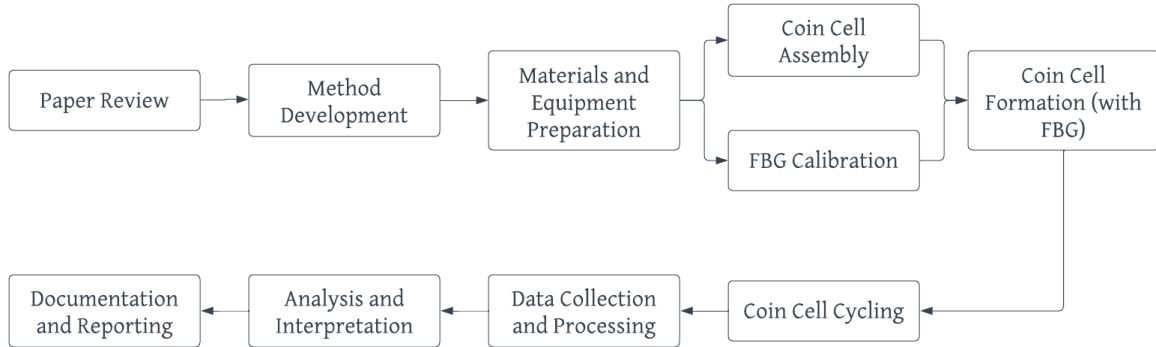 Paper Review
Method
Development
Materials and
Equipment
Preparation
Coin Cell
Assembly
FBG Calibration
Coin Cell
Formation (with
FBG)
Coin Cell Cycling
Data Collection
and Processing
Analysis and
Interpretation
Documentation
and Reporting